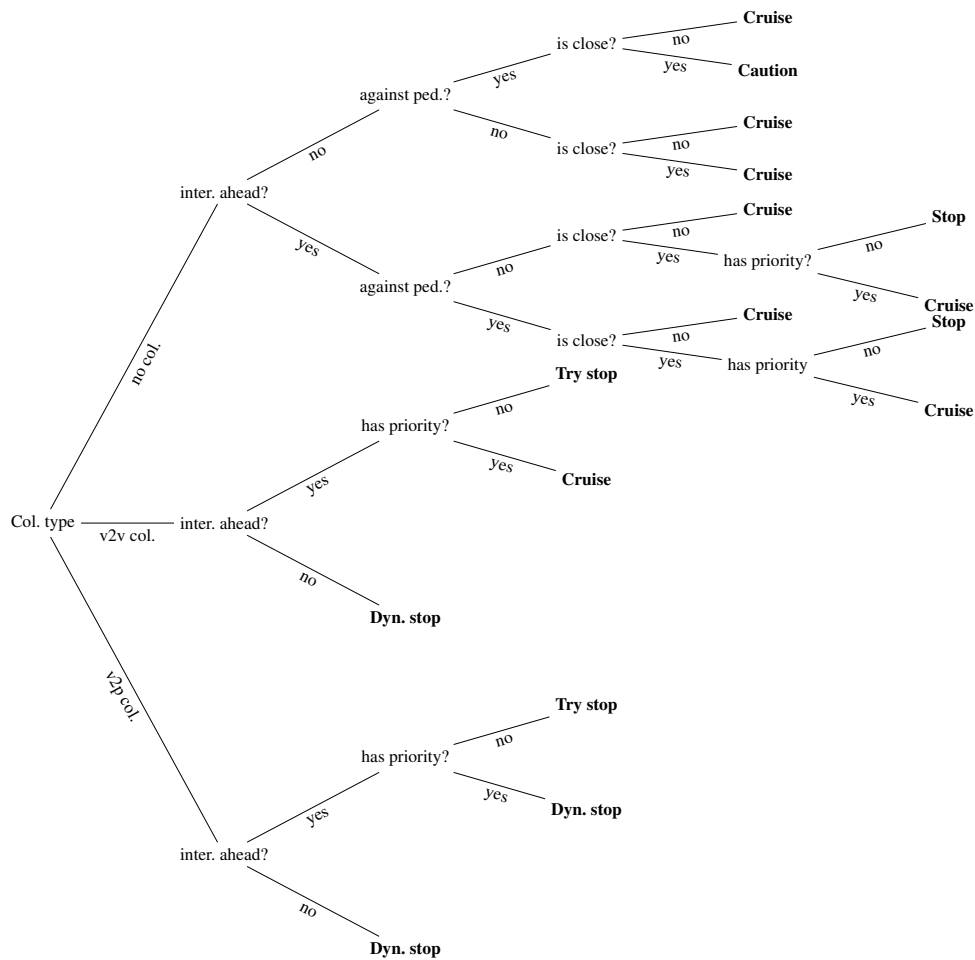 Cruise
is close?
no
yes
Caution
yes
against ped.?
no
Cruise
is close?
no
yes
Cruise
no
inter. ahead?
yes
Cruise
is close?
no
yes
has priority?
no
Stop
yes
Cruise
against ped.?
no
yes
Cruise
is close?
no
yes
has priority
no
Stop
yes
Cruise
no col.
Try stop
has priority?
no
yes
Cruise
yes
Col. type
v2v col.
inter. ahead?
no
Dyn. stop
v2p col.
Try stop
has priority?
no
yes
Dyn. stop
yes
inter. ahead?
no
Dyn. stop